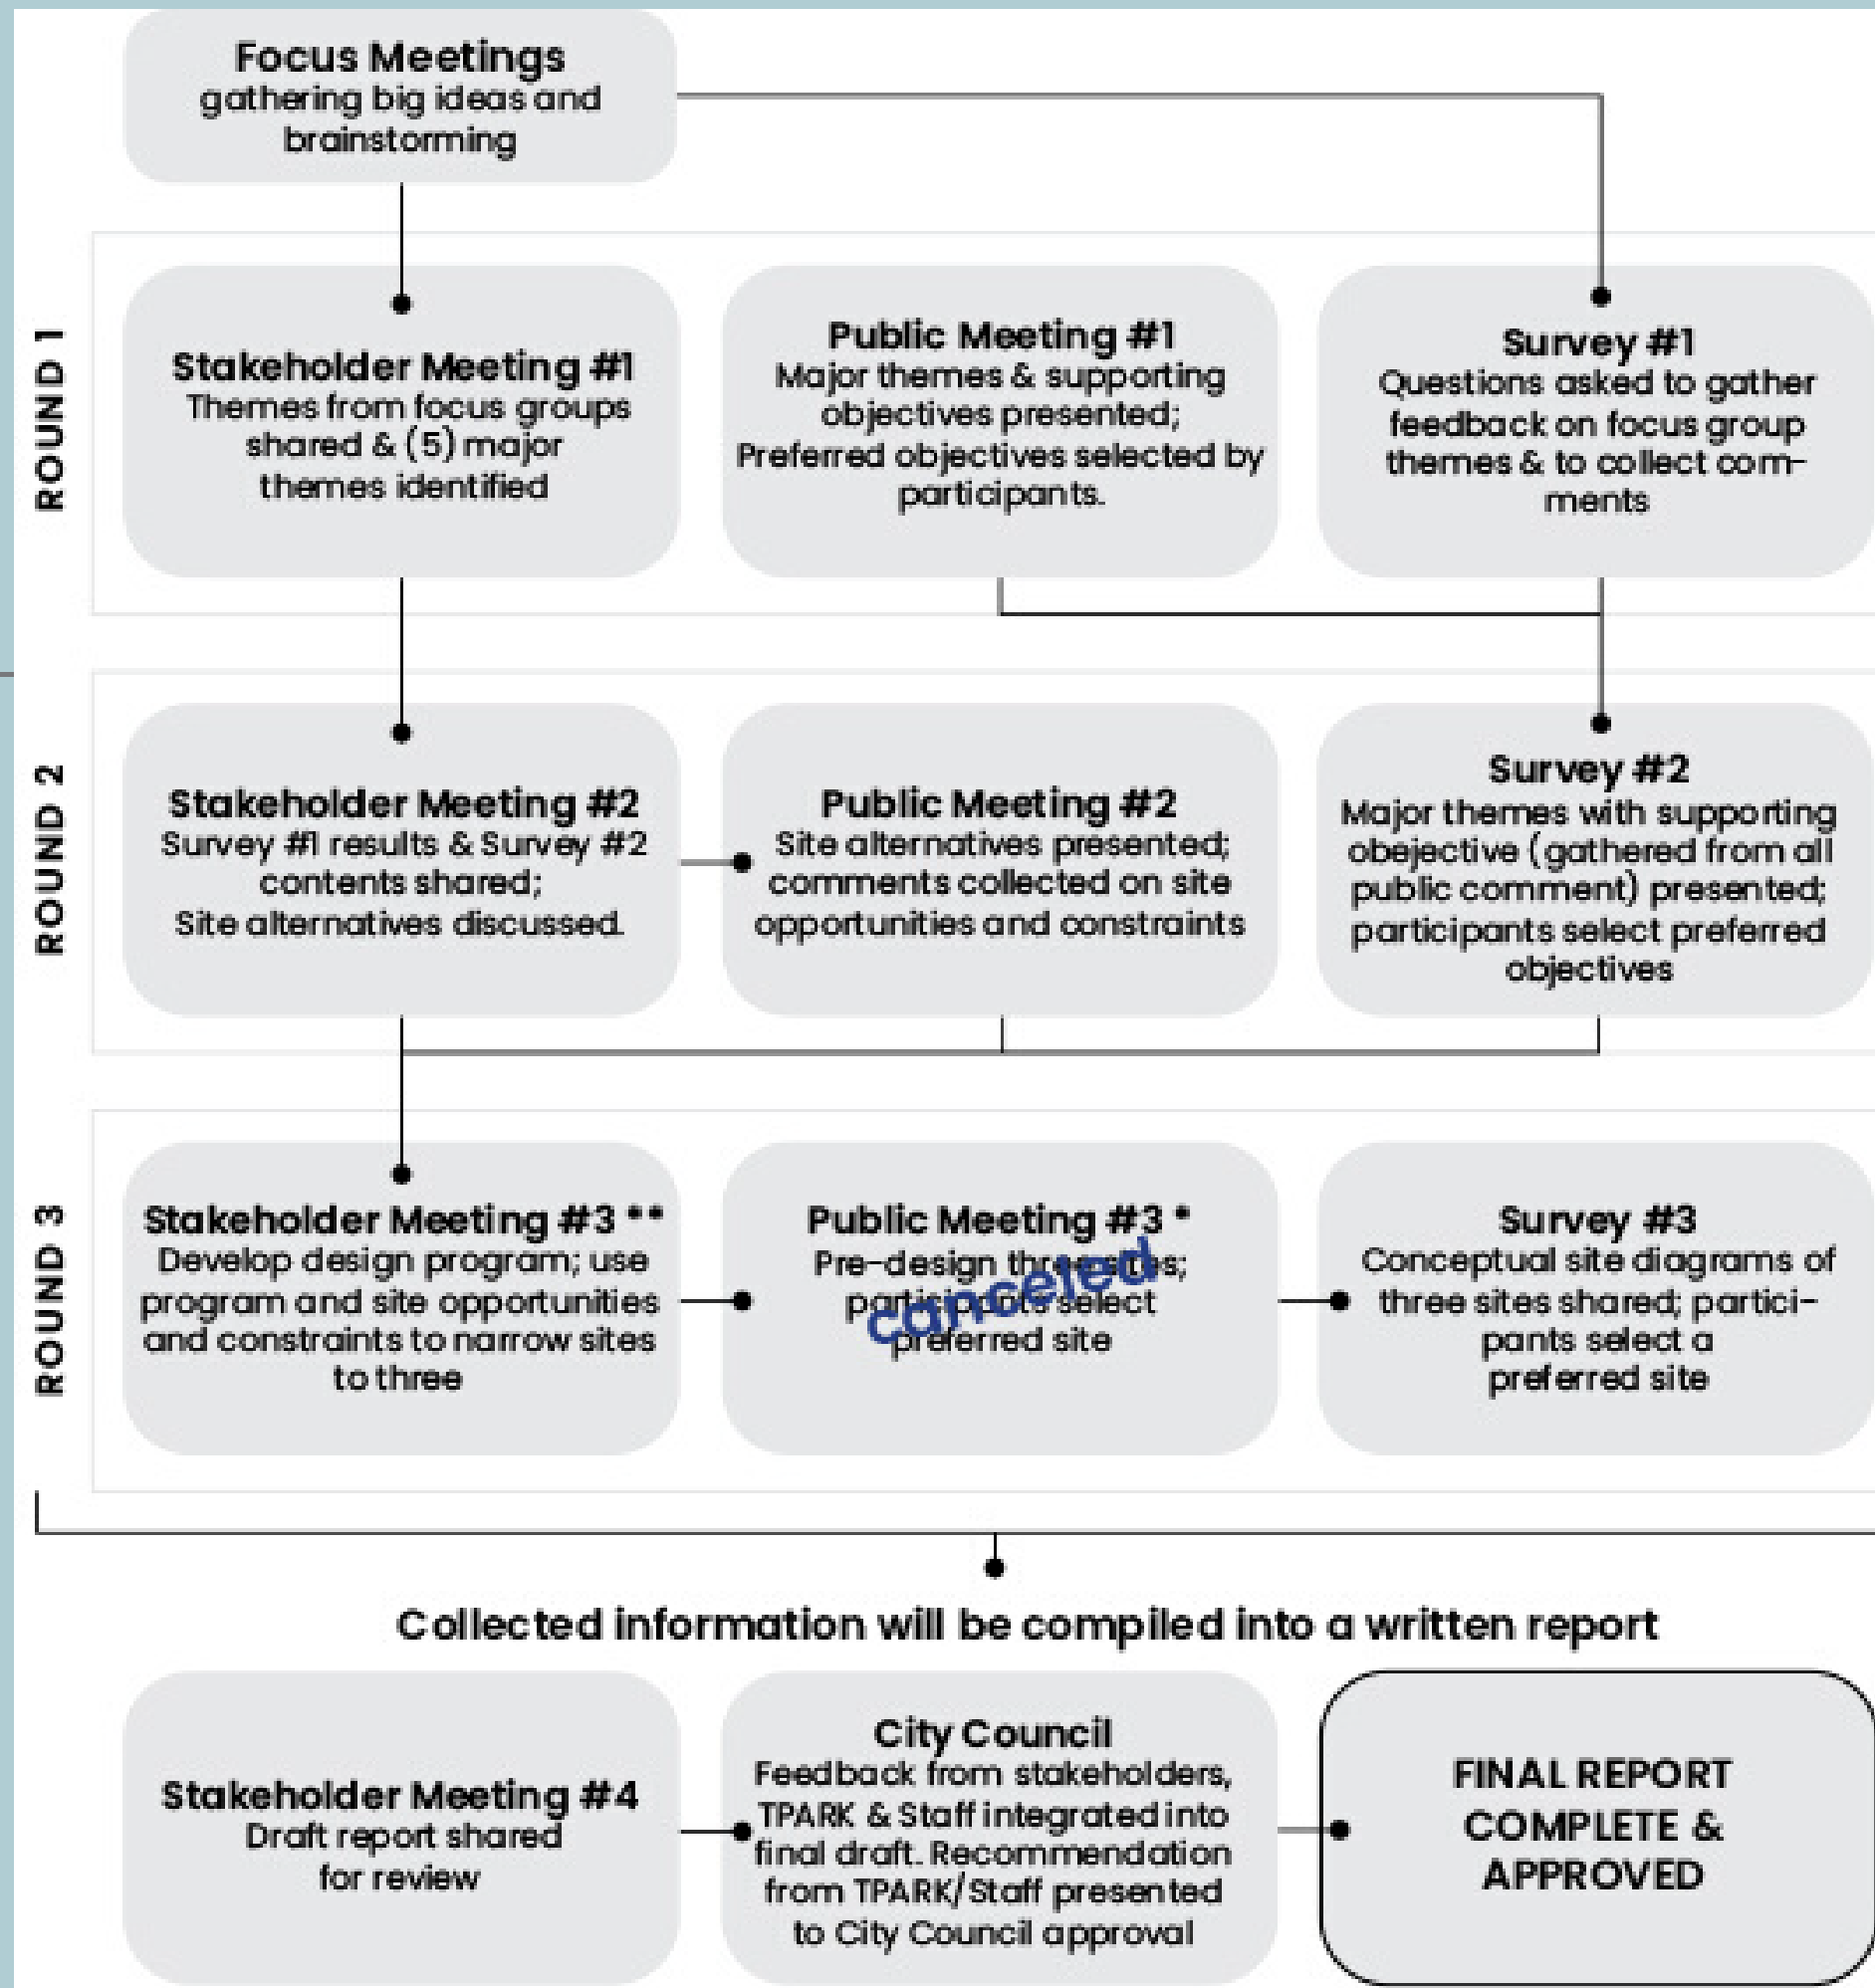 Focus Meetings
gathering big ideas and
brainstorming
ROUND 1
Stakeholder Meeting #1
Themes from focus groups
shared & (5) major
themes identified
Public Meeting #1
Major themes & supporting
objectives presented;
Preferred objectives selected by
participants.
Survey #1
Questions asked to gather
feedback on focus group
themes & to collect com-
ments
ROUND 2
Stakeholder Meeting #2
Survey #1 results & Survey #2
contents shared;
Site alternatives discussed.
Public Meeting #2
Site alternatives presented;
comments collected on site
opportunities and constraints
Survey #2
Major themes with supporting
obejective (gathered from all
public comment) presented;
participants select preferred
objectives
ROUND 3
Stakeholder Meeting #3 **
Develop design program; use
program and site opportunities
and constraints to narrow sites
to three
Public Meeting #3 *
Pre-design three sites;
participants select
preferred site
canceled
Survey #3
Conceptual site diagrams of
three sites shared; partici-
pants select a
preferred site
Collected information will be compiled into a written report
Stakeholder Meeting #4
Draft report shared
for review
City Council
Feedback from stakeholders,
TPARK & Staff integrated into
final draft. Recommendation
from TPARK/Staff presented
to City Council approval
FINAL REPORT
COMPLETE &
APPROVED